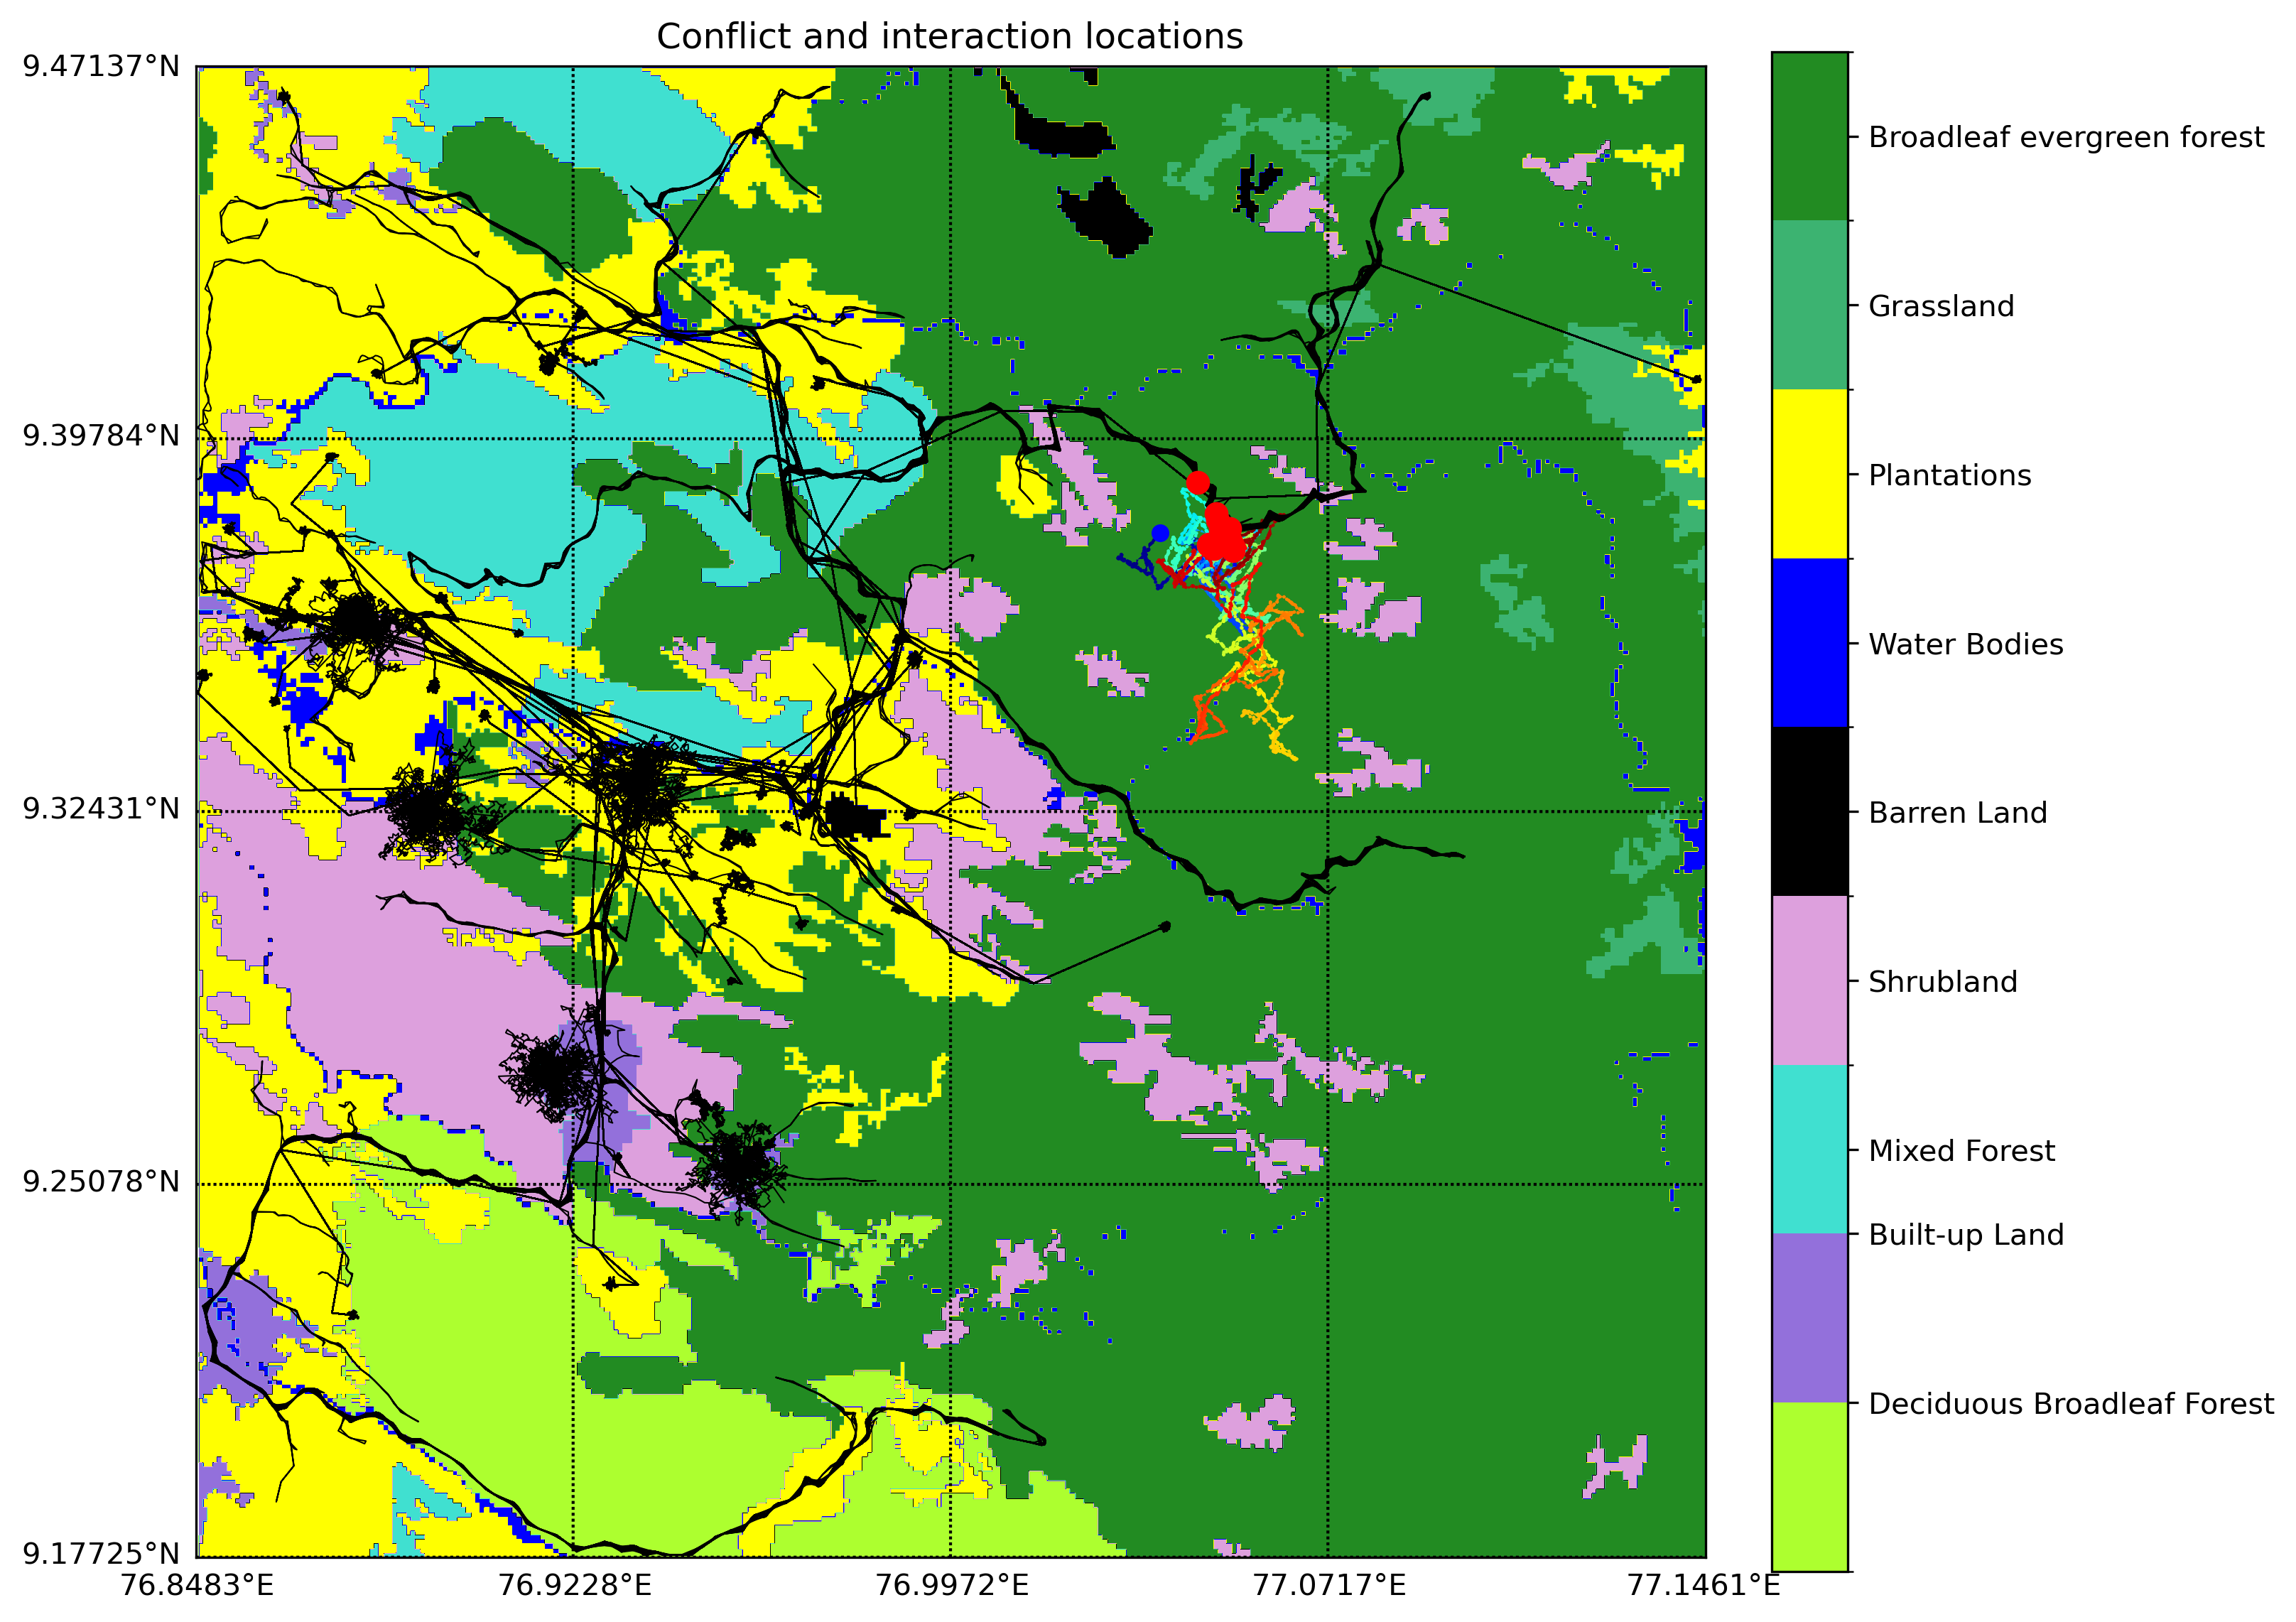 Conflict and interaction locations
9.47137°N
9.39784°N
9.32431°N
9.25078°N
9.17725°N
76.8483°E
76.9228°E
76.9972°E
77.0717°E
77.1461°E
Broadleaf evergreen forest
Grassland
Plantations
Water Bodies
Barren Land
Shrubland
Mixed Forest
Built-up Land
Deciduous Broadleaf Forest